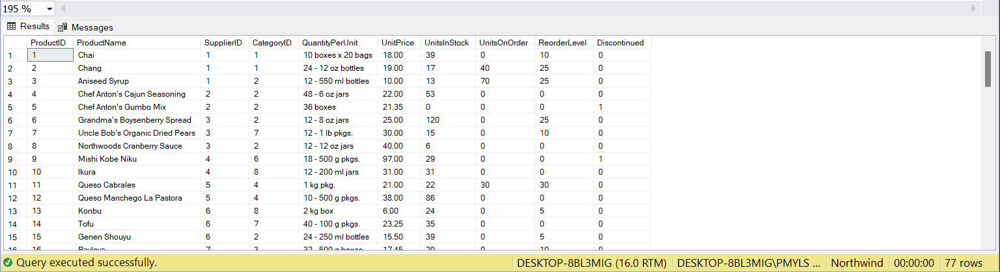 195 %
Results Messages
ProductID ProductName SupplierID CategoryID QuantityPerUnit UnitPrice UnitsInStock UnitsOnOrder ReorderLevel Discontinued
1 1 Chai 1 1 10 boxes x 20 bags 18.00 39 0 10 0
2 2 Chang 1 1 24 - 12 oz bottles 19.00 17 40 25 0
3 3 Aniseed Syrup 1 2 12 - 550 ml bottles 10.00 13 70 25 0
4 4 Chef Anton's Cajun Seasoning 2 2 48 - 6 oz jars 22.00 53 0 0 0
5 5 Chef Anton's Gumbo Mix 2 2 36 boxes 21.35 0 0 0 1
6 6 Grandma's Boysenberry Spread 3 2 12 - 8 oz jars 25.00 120 0 25 0
7 7 Uncle Bob's Organic Dried Pears 3 7 12 - 1 lb pkgs. 30.00 15 0 10 0
8 8 Northwoods Cranberry Sauce 3 2 12 - 12 oz jars 40.00 6 0 0 0
9 9 Mishi Kobe Niku 4 6 18 - 500 g pkgs. 97.00 29 0 0 1
10 10 Ikura 4 8 12 - 200 ml jars 31.00 31 0 0 0
11 11 Queso Cabrales 5 4 1 kg pkg. 21.00 22 30 30 0
12 12 Queso Manchego La Pastora 5 4 10 - 500 g pkgs. 38.00 86 0 0 0
13 13 Konbu 6 8 2 kg box 6.00 24 0 5 0
14 14 Tofu 6 7 40 - 100 g pkgs. 23.25 35 0 0 0
15 15 Genen Shouyu 6 2 24 - 250 ml bottles 15.50 39 0 5 0
16 16 Pavlova 7 3 32 - 500 g boxes 17.45 29 0 10 0
Query executed successfully. DESKTOP-8BL3MIG (16.0 RTM) DESKTOP-8BL3MIG\PMYLS ... Northwind 00:00:00 77 rows